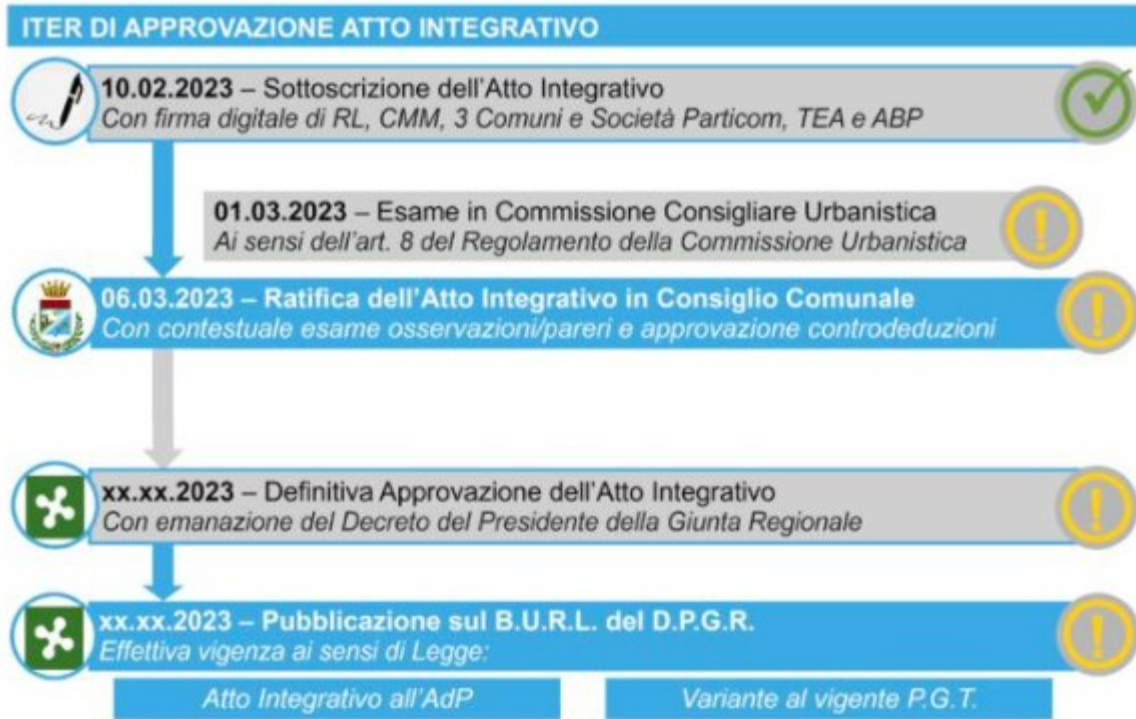 ITER DI APPROVAZIONE ATTO INTEGRATIVO
10.02.2023 – Sottoscrizione dell'Atto Integrativo
Con firma digitale di RL, CMM, 3 Comuni e Società Particom, TEA e ABP
01.03.2023 – Esame in Commissione Consigliare Urbanistica
Ai sensi dell'art. 8 del Regolamento della Commissione Urbanistica
06.03.2023 – Ratifica dell'Atto Integrativo in Consiglio Comunale
Con contestuale esame osservazioni/pareri e approvazione controdeduzioni
xx.xx.2023 – Definitiva Approvazione dell'Atto Integrativo
Con emanazione del Decreto del Presidente della Giunta Regionale
xx.xx.2023 – Pubblicazione sul B.U.R.L. del D.P.G.R.
Effettiva vigenza ai sensi di Legge:
Atto Integrativo all'AdP
Variante al vigente P.G.T.